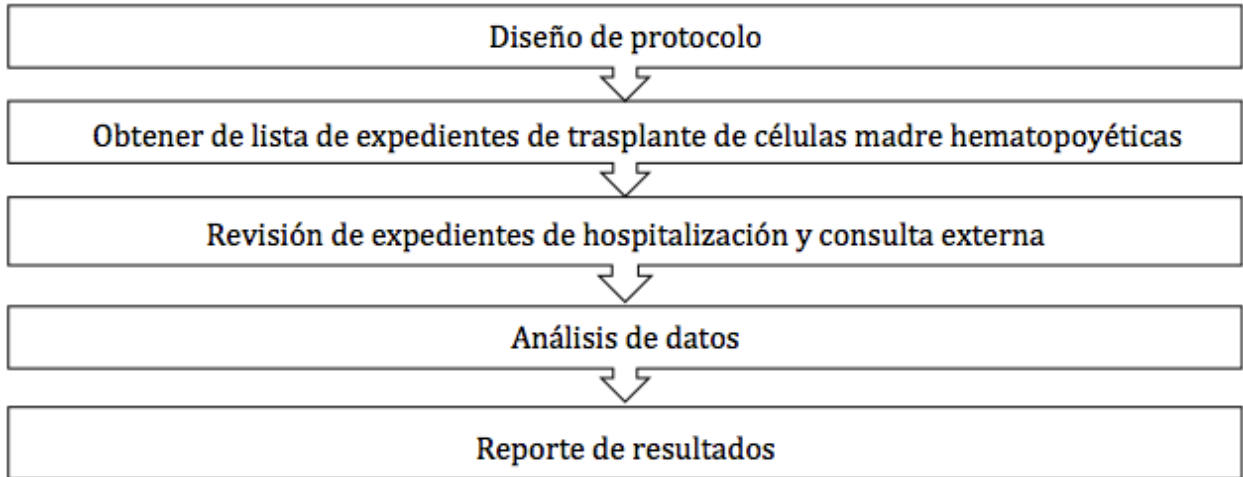 Diseño de protocolo
Obtener de lista de expedientes de trasplante de células madre hematopoyéticas
Revisión de expedientes de hospitalización y consulta externa
Análisis de datos
Reporte de resultados